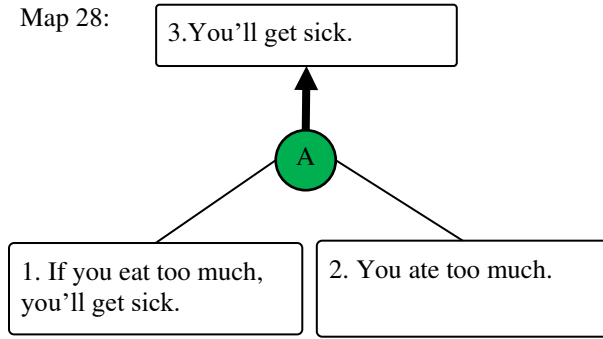 Map 28:
3.You’ll get sick.
A
1. If you eat too much,
you’ll get sick.
2. You ate too much.